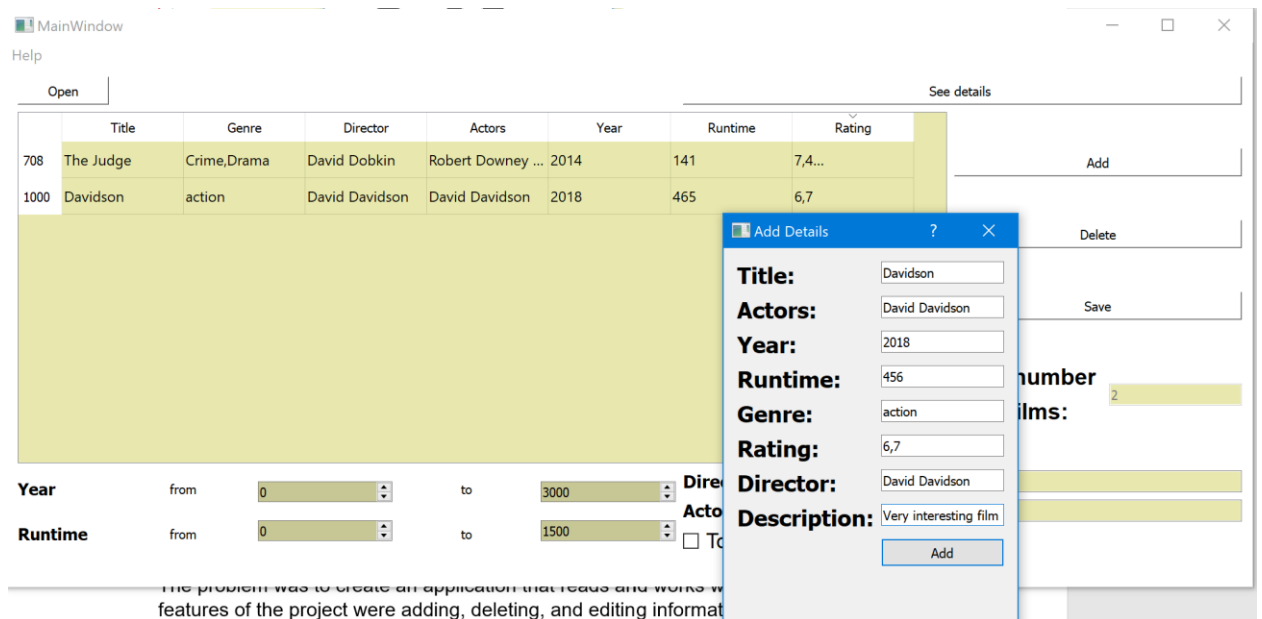 MainWindow
Help
Open
See details
Title Genre Director Actors Year Runtime Rating
708 The Judge Crime,Drama David Dobkin Robert Downey ... 2014 141 7,4...
1000 Davidson action David Davidson David Davidson 2018 465 6,7
Add
Delete
Save
Add Details ?
Title: Davidson
Actors: David Davidson
Year: 2018
Runtime: 456
Genre: action
Rating: 6,7
Director: David Davidson
Description: Very interesting film
Add
number
ilms:
2
Year from 0 to 3000
Runtime from 0 to 1500
Dire
Acto
To
The problem was to create an application that reads and works w
features of the project were adding, deleting, and editing informat